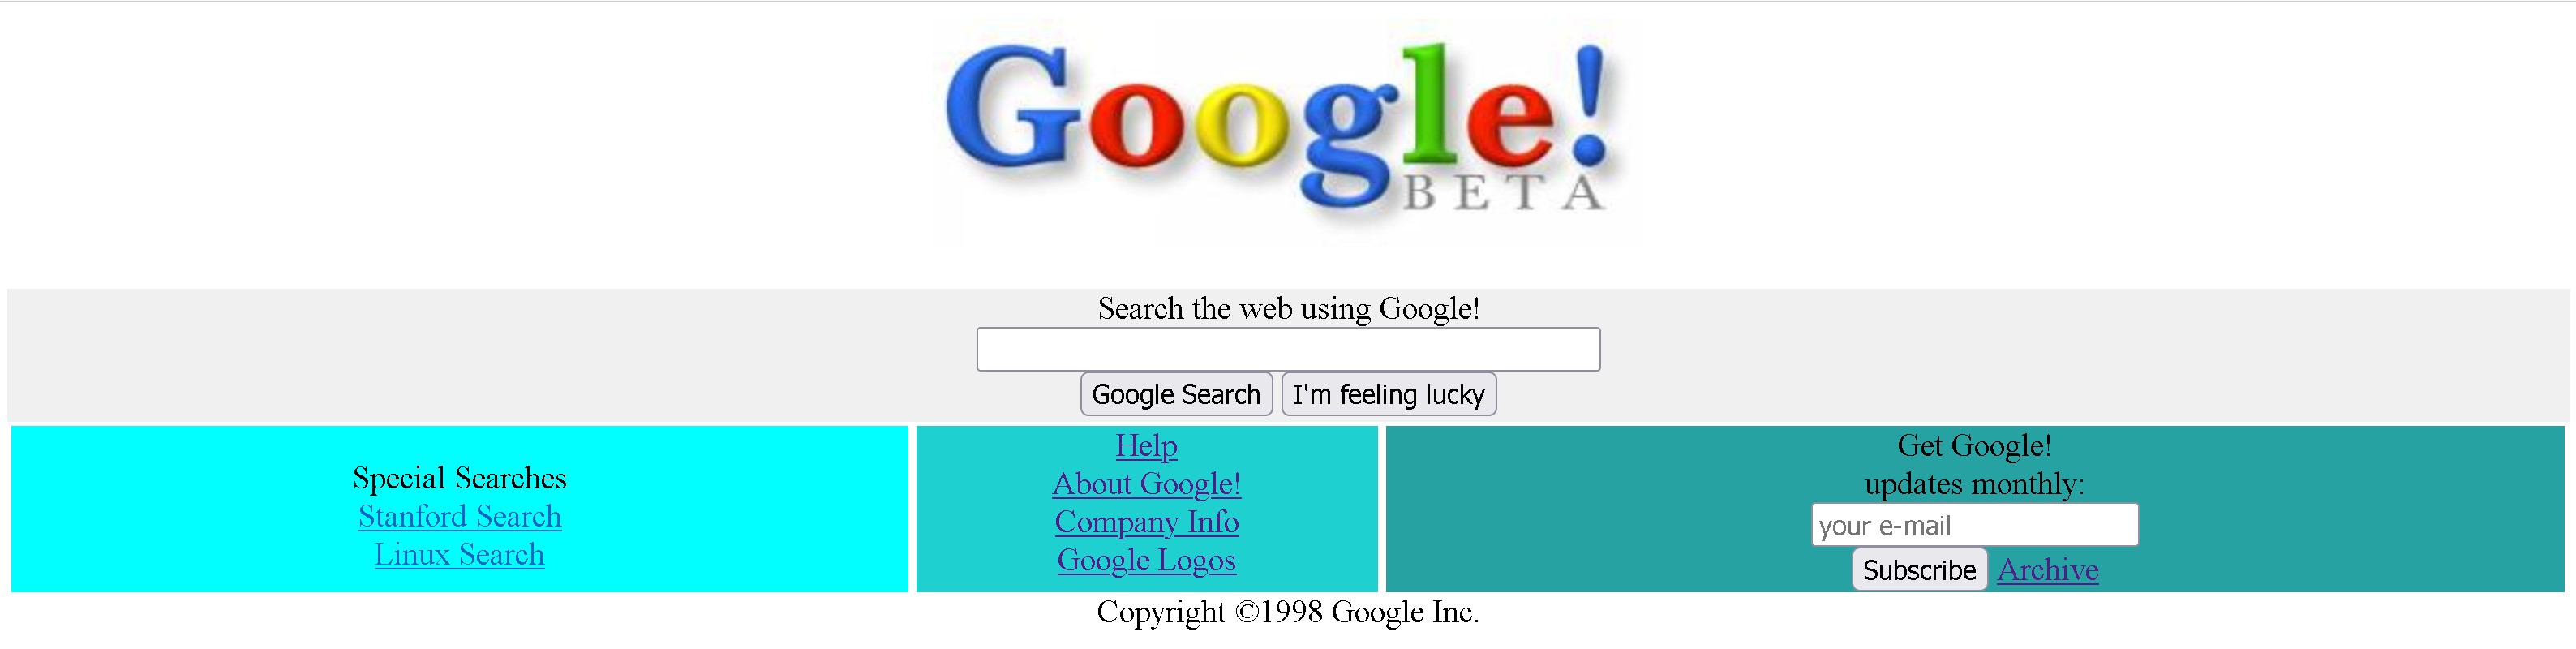 Google!
BETA
Search the web using Google!
Google Search I'm feeling lucky
Special Searches
Stanford Search
Linux Search
Help
About Google!
Company Info
Google Logos
Get Google!
updates monthly:
your e-mail
Subscribe Archive
Copyright ©1998 Google Inc.